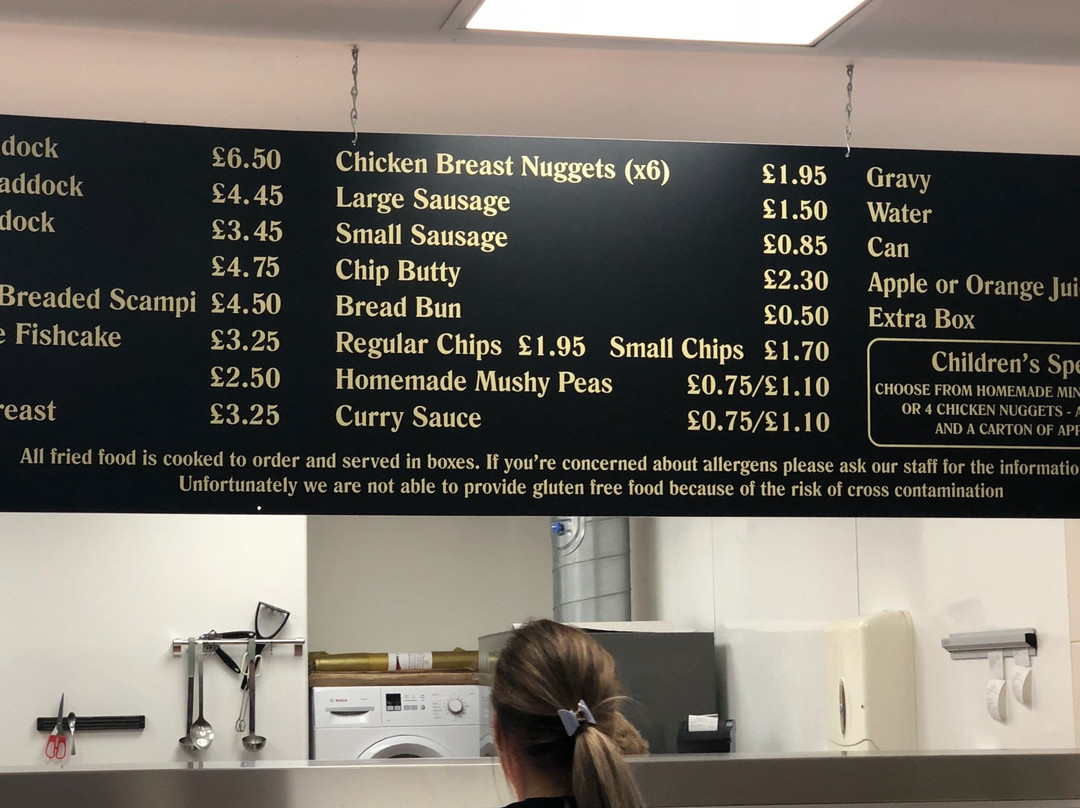 dock £6.50
addock £4.45
dock £3.45
£4.75
Breaded Scampi £4.50
e Fishcake £3.25
£2.50
reast £3.25
Chicken Breast Nuggets (x6) £1.95
Large Sausage £1.50
Small Sausage £0.85
Chip Butty £2.30
Bread Bun £0.50
Regular Chips £1.95 Small Chips £1.70
Homemade Mushy Peas £0.75/£1.10
Curry Sauce £0.75/£1.10
Gravy
Water
Can
Apple or Orange Jui
Extra Box
Children's Spe
CHOOSE FROM HOMEMADE MIN
OR 4 CHICKEN NUGGETS - A
AND A CARTON OF APP
All fried food is cooked to order and served in boxes. If you're concerned about allergens please ask our staff for the informatio
Unfortunately we are not able to provide gluten free food because of the risk of cross contamination